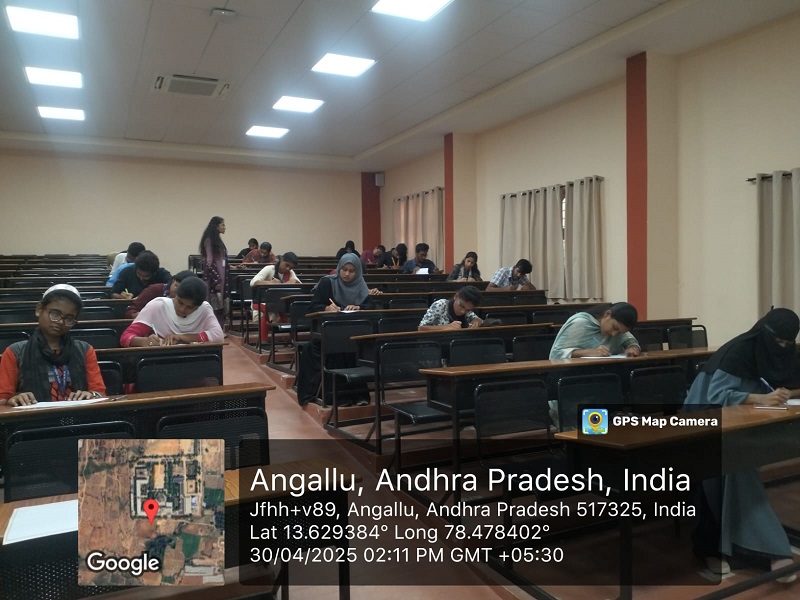 GPS Map Camera
Angallu, Andhra Pradesh, India
Jfhh+v89, Angallu, Andhra Pradesh 517325, India
Lat 13.629384° Long 78.478402°
30/04/2025 02:11 PM GMT +05:30
Google